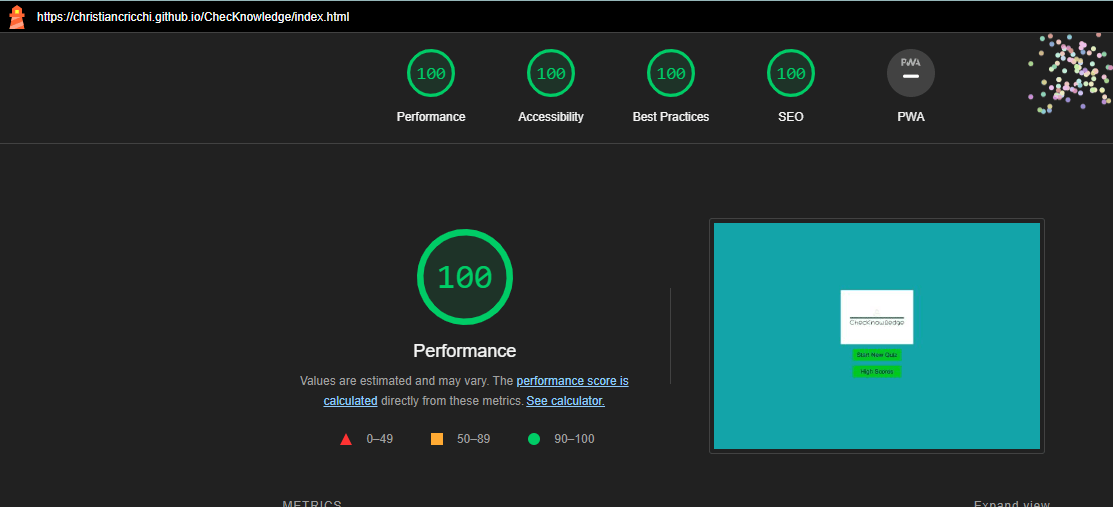 https://christiancricchi.github.io/ChecKnowledge/index.html
100 100 100 100 PWA
Performance Accessibility Best Practices SEO PWA
100
Performance
Values are estimated and may vary. The performance score is
calculated directly from these metrics. See calculator.
0–49 50–89 90–100
ChecKnowledge
Start New Quiz
High Scores
METRICS Expand view